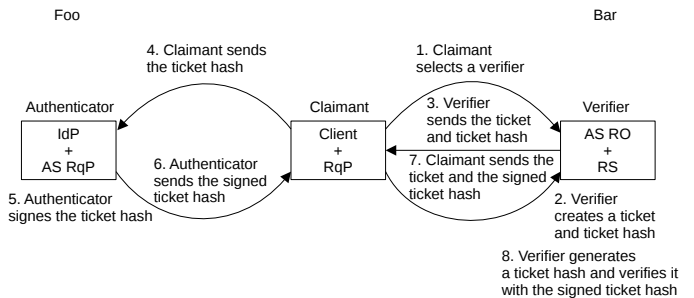 Foo
Bar
4. Claimant sends
the ticket hash
1. Claimant
selects a verifier
Authenticator
Claimant
Verifier
3. Verifier
sends the ticket
and ticket hash
IdP
+
AS RqP
Client
+
RqP
AS RO
+
RS
6. Authenticator
sends the signed
ticket hash
7. Claimant sends the
ticket and the signed
ticket hash
5. Authenticator
signes the ticket hash
2. Verifier
creates a ticket
and ticket hash
8. Verifier generates
a ticket hash and verifies it
with the signed ticket hash